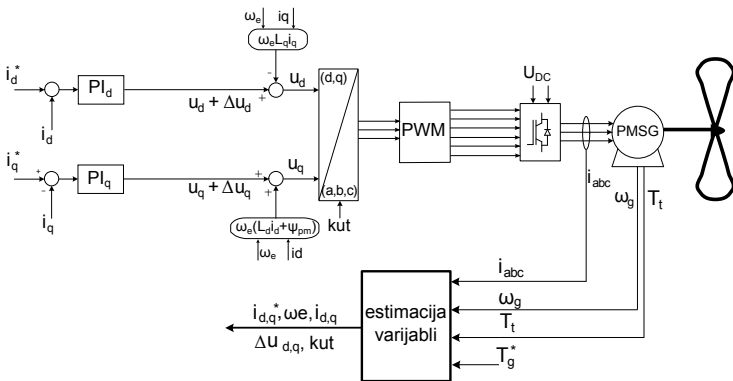 ωe iq
ωeLqiq
id*
PId
-
+
ud + Δud
ud
id
(d,q)
(a,b,c)
kut
PWM
UDC
PMSG
iabc
ωg
Tt
iq*
+
-
PIq
uq + Δuq
+
+
uq
iq
ωe(Ldid+ψpm)
ωe id
iabc
ωg
Tt
Tg*
estimacija
varijabli
id,q*, ωe, id,q
Δu d,q, kut